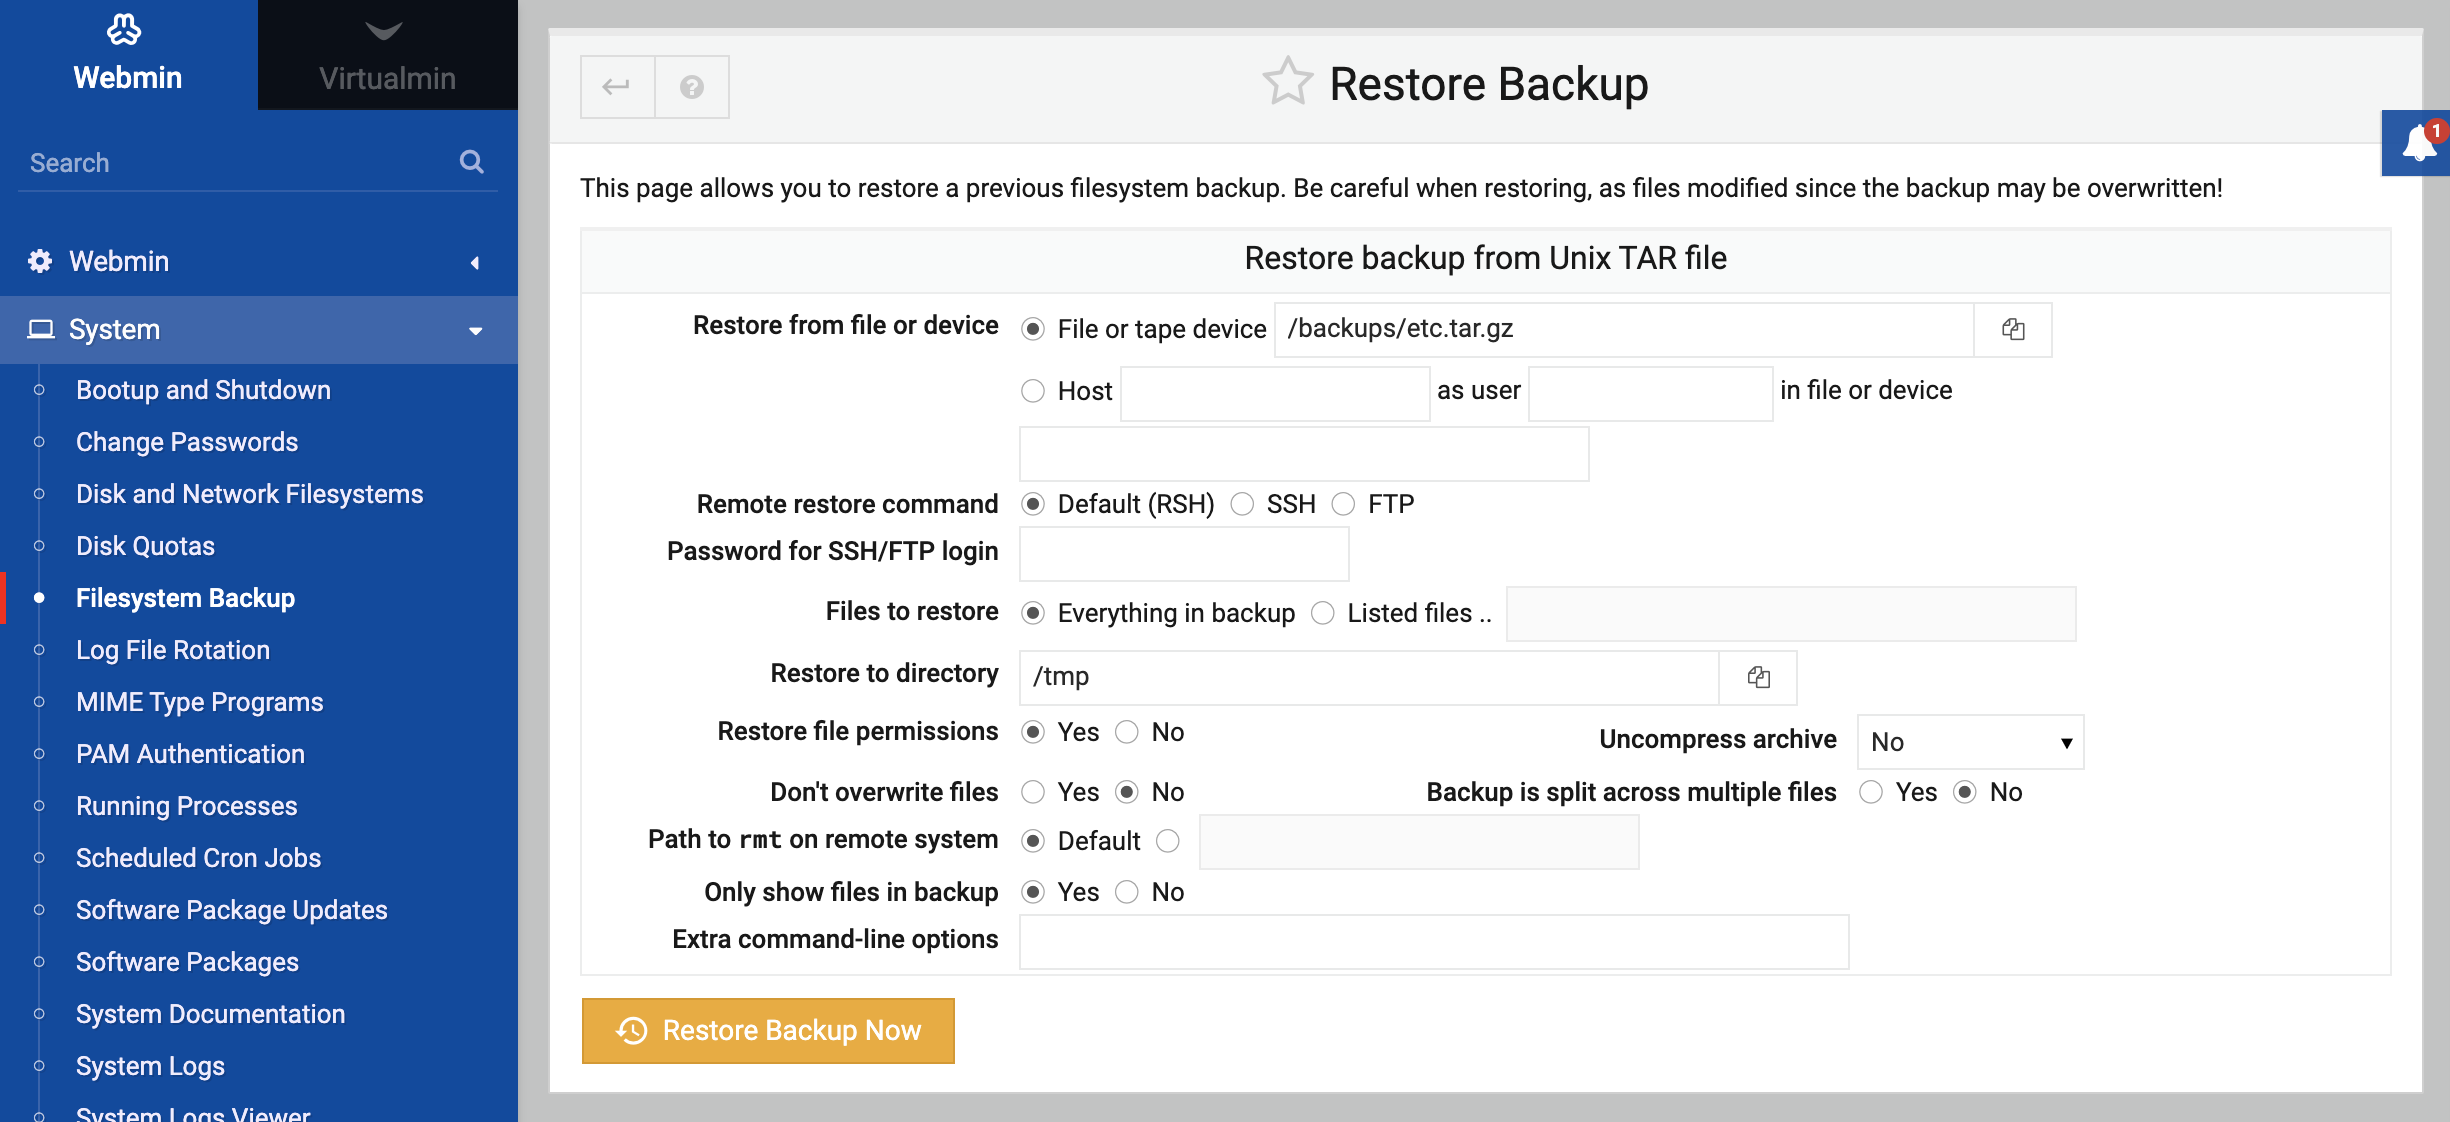 Webmin
Virtualmin
Search
Webmin
System
Bootup and Shutdown
Change Passwords
Disk and Network Filesystems
Disk Quotas
Filesystem Backup
Log File Rotation
MIME Type Programs
PAM Authentication
Running Processes
Scheduled Cron Jobs
Software Package Updates
Software Packages
System Documentation
System Logs
System Logs Viewer
Restore Backup
1
This page allows you to restore a previous filesystem backup. Be careful when restoring, as files modified since the backup may be overwritten!
Restore backup from Unix TAR file
Restore from file or device File or tape device /backups/etc.tar.gz
Host as user in file or device
Remote restore command Default (RSH) SSH FTP
Password for SSH/FTP login
Files to restore Everything in backup Listed files ..
Restore to directory /tmp
Restore file permissions Yes No Uncompress archive No
Don't overwrite files Yes No Backup is split across multiple files Yes No
Path to rmt on remote system Default
Only show files in backup Yes No
Extra command-line options
Restore Backup Now